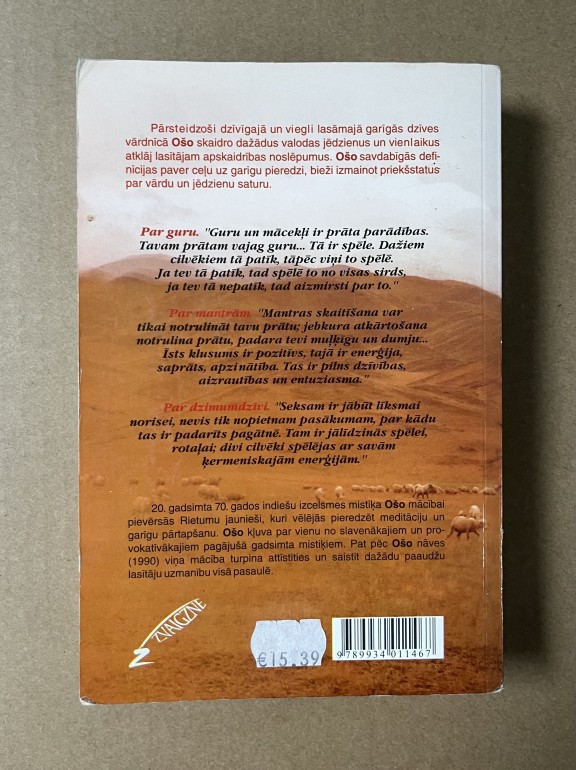 Pārsteidzoši dzīvīgajā un viegli lasāmajā garīgās dzīves
vārdnīcā Ošo skaidro dažādus valodas jēdzienus un vienlaikus
atklāj lasītājam apskaidrības noslēpumus. Ošo savdabīgās defi-
nīcijas paver ceļu uz garīgu pieredzi, bieži izmainot priekšstatus
par vārdu un jēdzienu saturu.
Par guru. "Guru un mācekļi ir prāta parādības.
Tavam prātam vajag guru... Tā ir spēle. Dažiem
cilvēkiem tā patīk, tāpēc viņi to spēlē.
Ja tev tā patīk, tad spēlē to no visas sirds,
ja tev tā nepatīk, tad aizmirsti par to."
Par mantrām. "Mantras skaitīšana var
tikai notrulināt tavu prātu; jebkura atkārtošana
notrulina prātu, padara tevi muļķīgu un dumju...
Īsts klusums ir pozitīvs, tajā ir enerģija,
saprāts, apzinātība. Tas ir pilns dzīvības,
aizrautības un entuziasma."
Par dzimumdzīvi. "Seksam ir jābūt līksmai
norisei, nevis tik nopietnam pasākumam, par kādu
tas ir padarīts pagātnē. Tam ir jālīdzinās spēlei,
rotaļai; divi cilvēki spēlējas ar savām
ķermeniskajām enerģijām."
20. gadsimta 70. gados indiešu izcelsmes mistiķa Ošo mācībai
pievērsās Rietumu jaunieši, kuri vēlējās pieredzēt meditāciju un
garīgu pārtapšanu. Ošo kļuva par vienu no slavenākajiem un pro-
vokatīvākajiem pagājušā gadsimta mistiķiem. Pat pēc Ošo nāves
(1990) viņa mācība turpina attīstīties un saistīt dažādu paaudžu
lasītāju uzmanību visā pasaulē.
ZVAIGZNE
€15.39
9 789934 011467